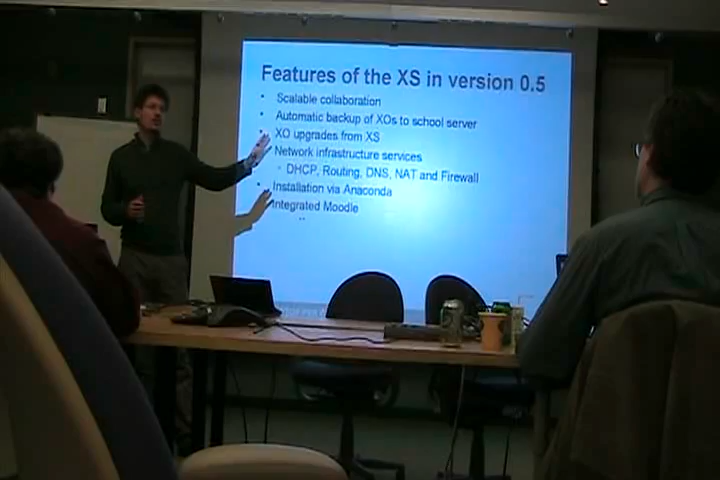 Features of the XS in version 0.5
• Scalable collaboration
• Automatic backup of XOs to school server
• XO upgrades from XS
Network infrastructure services
• DHCP, Routing, DNS, NAT and Firewall
• Installation via Anaconda
Integrated Moodle